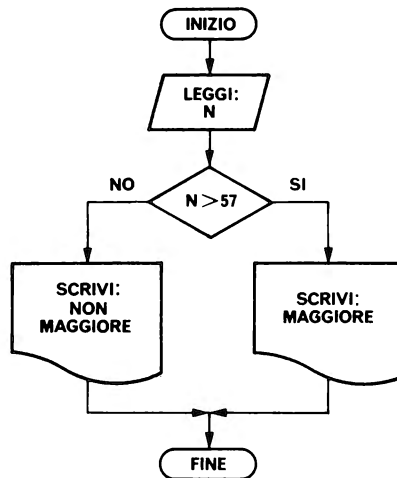 INIZIO
LEGGI:
N
NO
N > 57
SI
SCRIVI:
NON
MAGGIORE
SCRIVI:
MAGGIORE
FINE